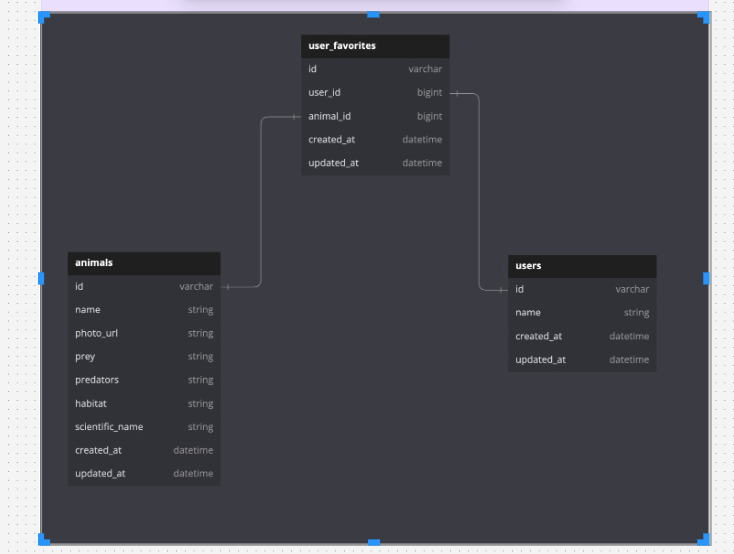 user_favorites
id varchar
user_id bigint
animal_id bigint
created_at datetime
updated_at datetime
animals
id varchar
name string
photo_url string
prey string
predators string
habitat string
scientific_name string
created_at datetime
updated_at datetime
users
id varchar
name string
created_at datetime
updated_at datetime